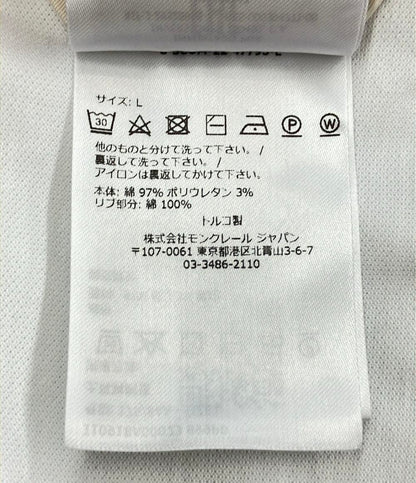 サイズ: L
30 P W
他のものと分けて洗って下さい。/
裏返して洗って下さい。/
アイロンは裏返してかけて下さい。
本体: 綿 97% ポリウレタン 3%
リブ部分: 綿 100%
トルコ製
株式会社モンクレール ジャパン
〒107-0061 東京都港区北青山3-6-7
03-3486-2110